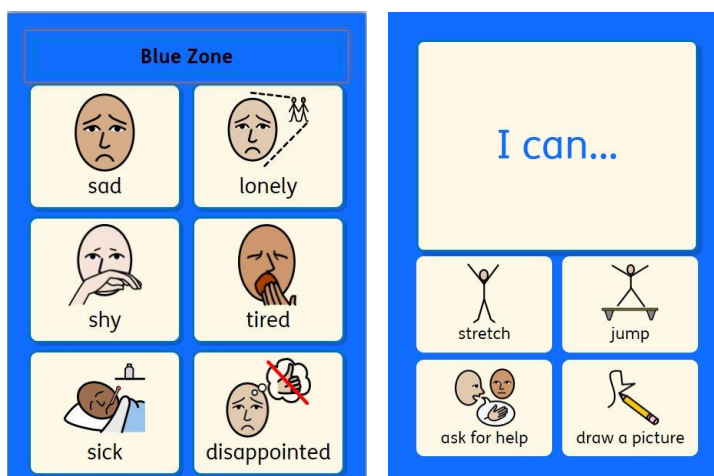 Blue Zone
sad
lonely
shy
tired
sick
disappointed
I can...
stretch
jump
ask for help
draw a picture